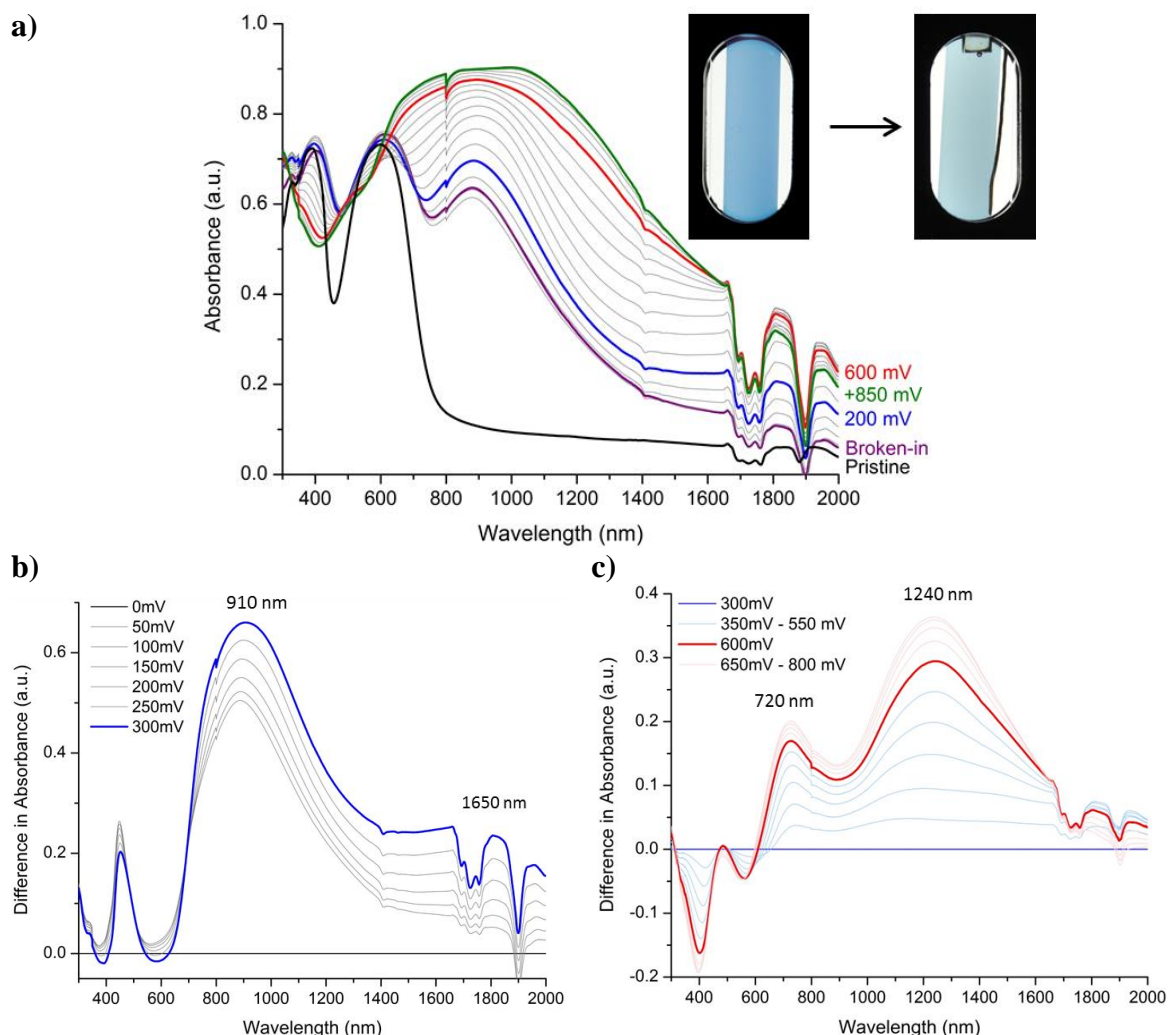 a)
1.0
0.8
0.6
0.4
0.2
0.0
Absorbance (a.u.)
400 600 800 1000 1200 1400 1600 1800 2000
Wavelength (nm)
600 mV
+850 mV
200 mV
Broken-in
Pristine
b)
0mV
50mV
100mV
150mV
200mV
250mV
300mV
910 nm
1650 nm
0.6
0.4
0.2
0.0
Difference in Absorbance (a.u.)
400 600 800 1000 1200 1400 1600 1800 2000
Wavelength (nm)
c)
300mV
350mV - 550 mV
600mV
650mV - 800 mV
720 nm
1240 nm
0.4
0.3
0.2
0.1
0.0
-0.1
-0.2
Difference in Absorbance (a.u.)
400 600 800 1000 1200 1400 1600 1800 2000
Wavelength (nm)